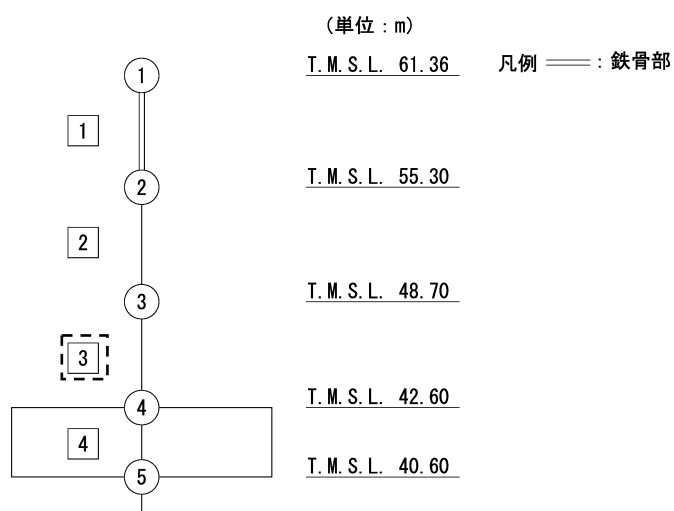 (単位：m)
① T.M.S.L. 61.36 凡例 ：鉄骨部
1
② T.M.S.L. 55.30
2
③ T.M.S.L. 48.70
3
④ T.M.S.L. 42.60
4
⑤ T.M.S.L. 40.60